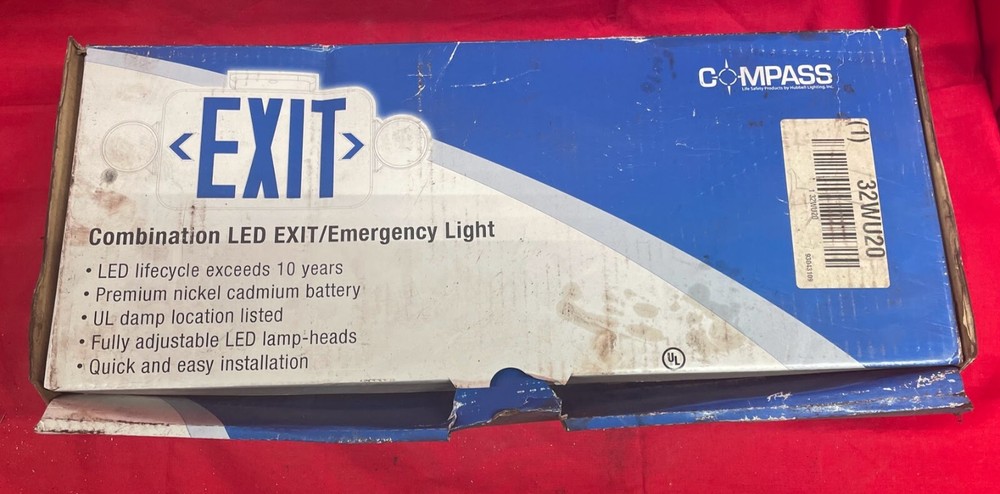 COMPASS
Life Safety Products by Hubbell Lighting, Inc.
EXIT
(1)
32WU20
1 32WU20
Combination LED EXIT/Emergency Light
• LED lifecycle exceeds 10 years
• Premium nickel cadmium battery
• UL damp location listed
• Fully adjustable LED lamp-heads
• Quick and easy installation
UL